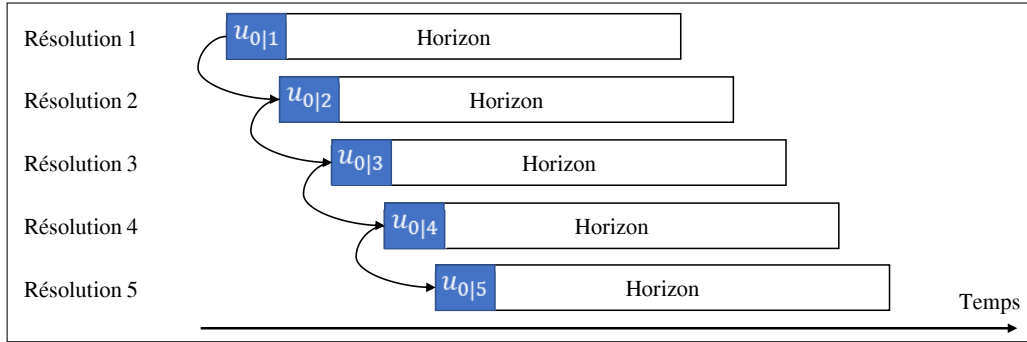 Résolution 1 u0|1 Horizon
Résolution 2 u0|2 Horizon
Résolution 3 u0|3 Horizon
Résolution 4 u0|4 Horizon
Résolution 5 u0|5 Horizon
Temps